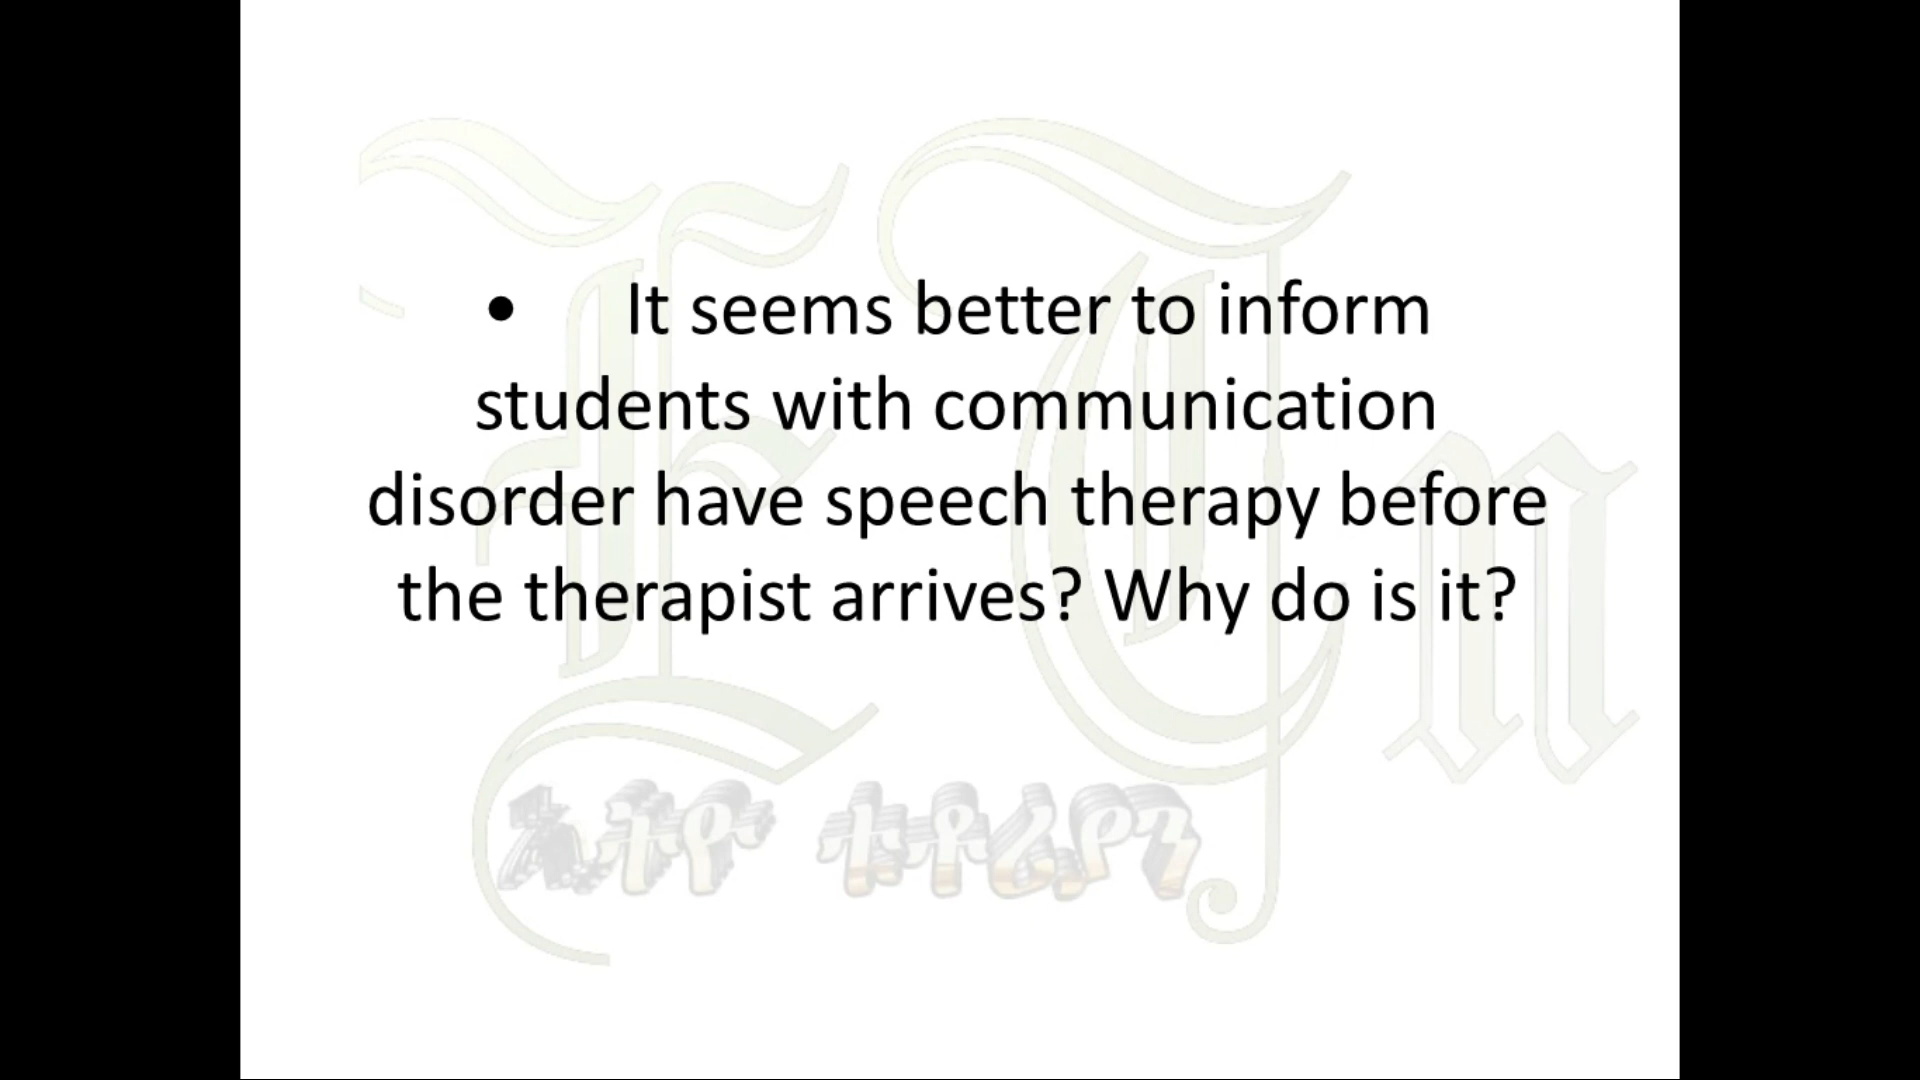 • It seems better to inform
students with communication
disorder have speech therapy before
the therapist arrives? Why do is it?